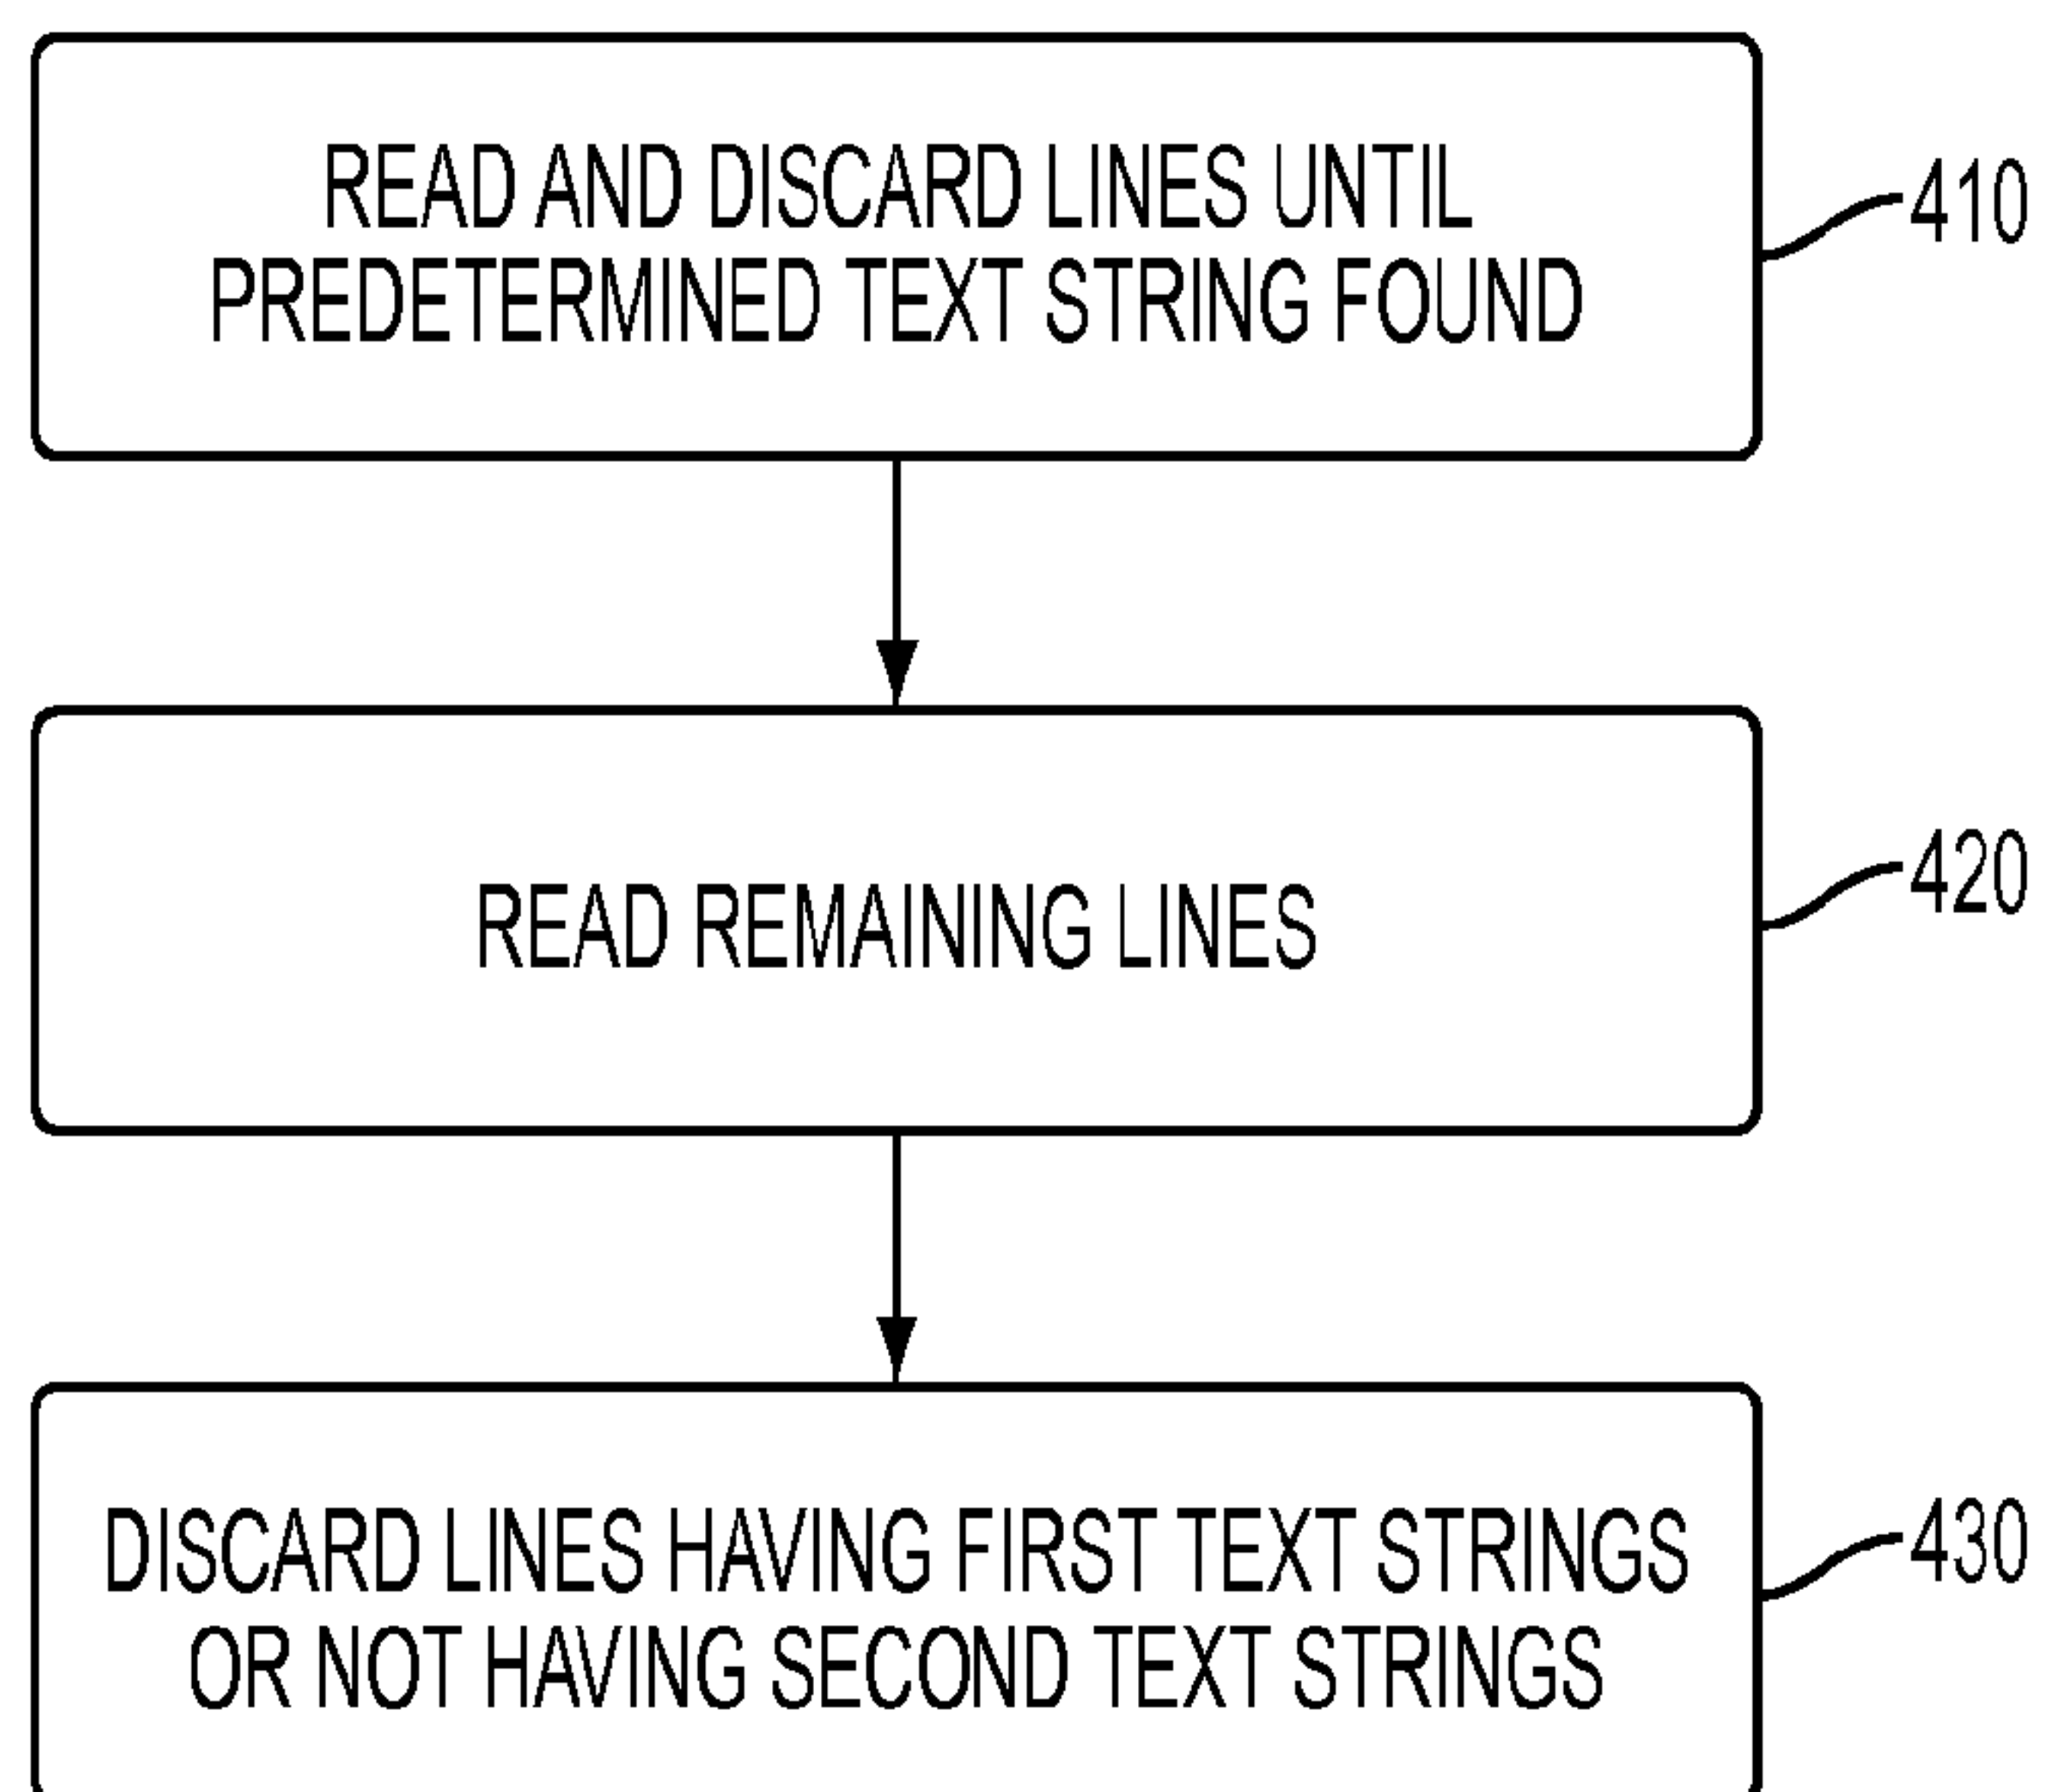 READ AND DISCARD LINES UNTIL
PREDETERMINED TEXT STRING FOUND
410
READ REMAINING LINES
420
DISCARD LINES HAVING FIRST TEXT STRINGS
OR NOT HAVING SECOND TEXT STRINGS
430